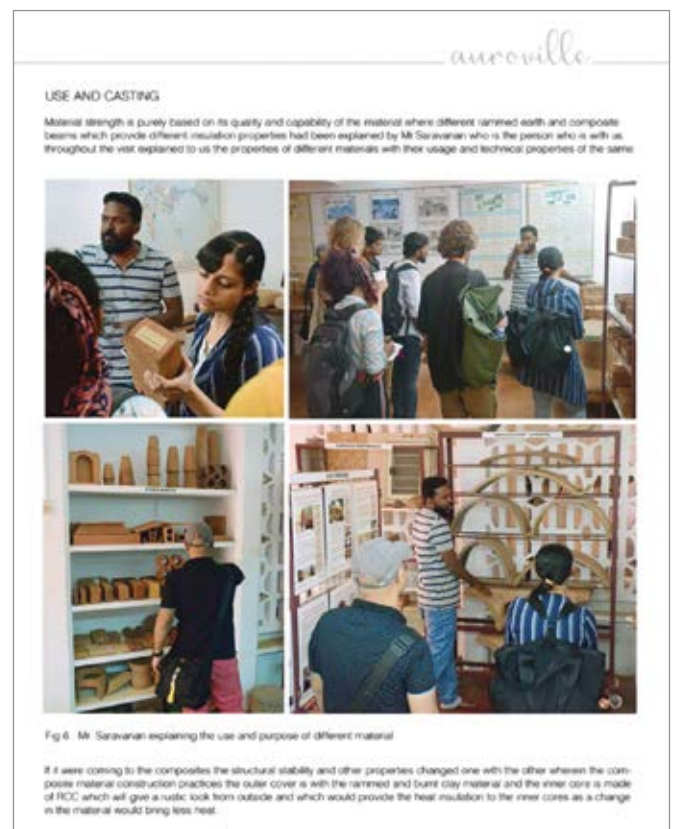 auroville
USE AND CASTING
Material strength is purely based on its quality and capability of the material where different rammed earth and composite
beams which provide different insulation properties had been explained by Mr.Saravanan who is the person who is with us
throughout the visit explained to us the properties of different materials with their usage and technical properties of the same
Fig 6 Mr. Saravanan explaining the use and purpose of different material
If it were coming to the composites the structural stability and other properties changed one with the other wherein the com-
posite material construction practices the outer cover is with the rammed and burnt clay material and the inner core is made
of RCC which will give a rustic look from outside and which would provide the heat insulation to the inner cores as a change
in the material would bring less heat.